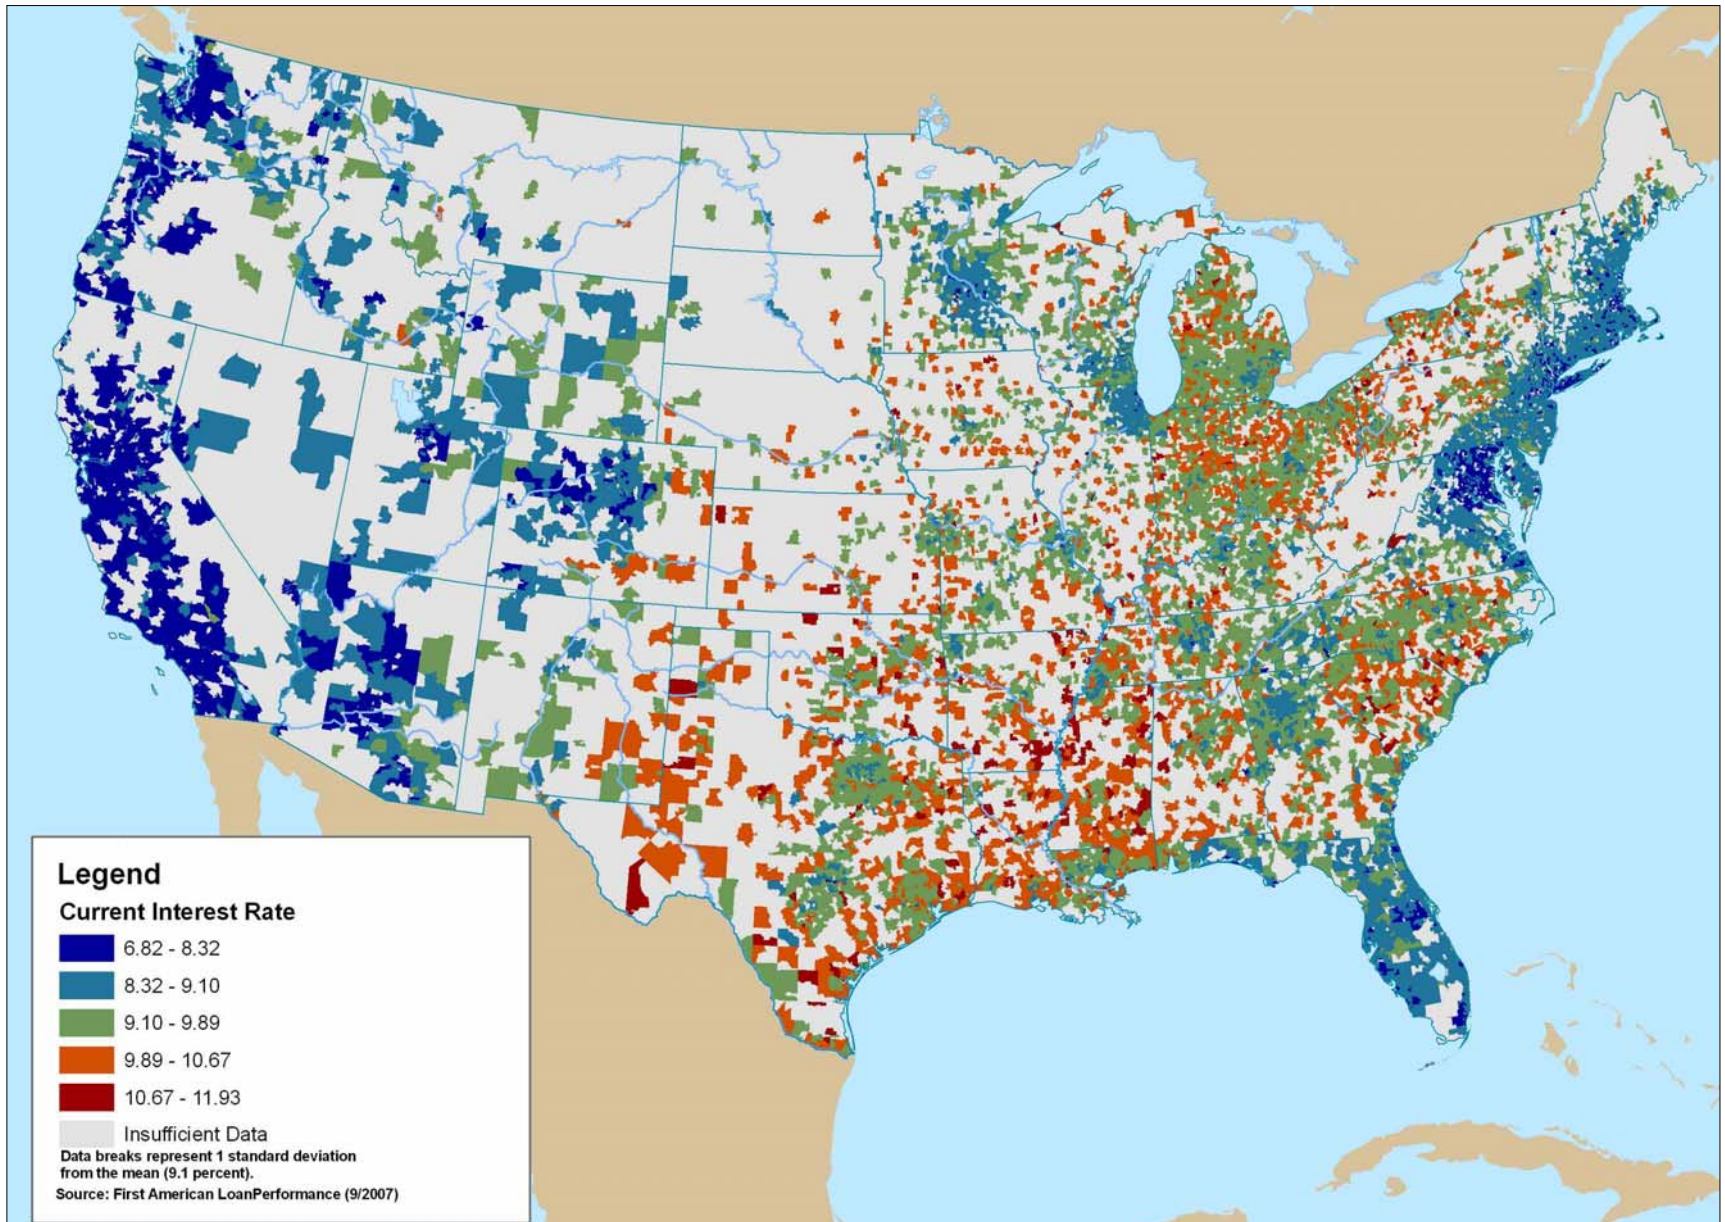 Legend
Current Interest Rate
6.82 - 8.32
8.32 - 9.10
9.10 - 9.89
9.89 - 10.67
10.67 - 11.93
Insufficient Data
Data breaks represent 1 standard deviation
from the mean (9.1 percent).
Source: First American LoanPerformance (9/2007)